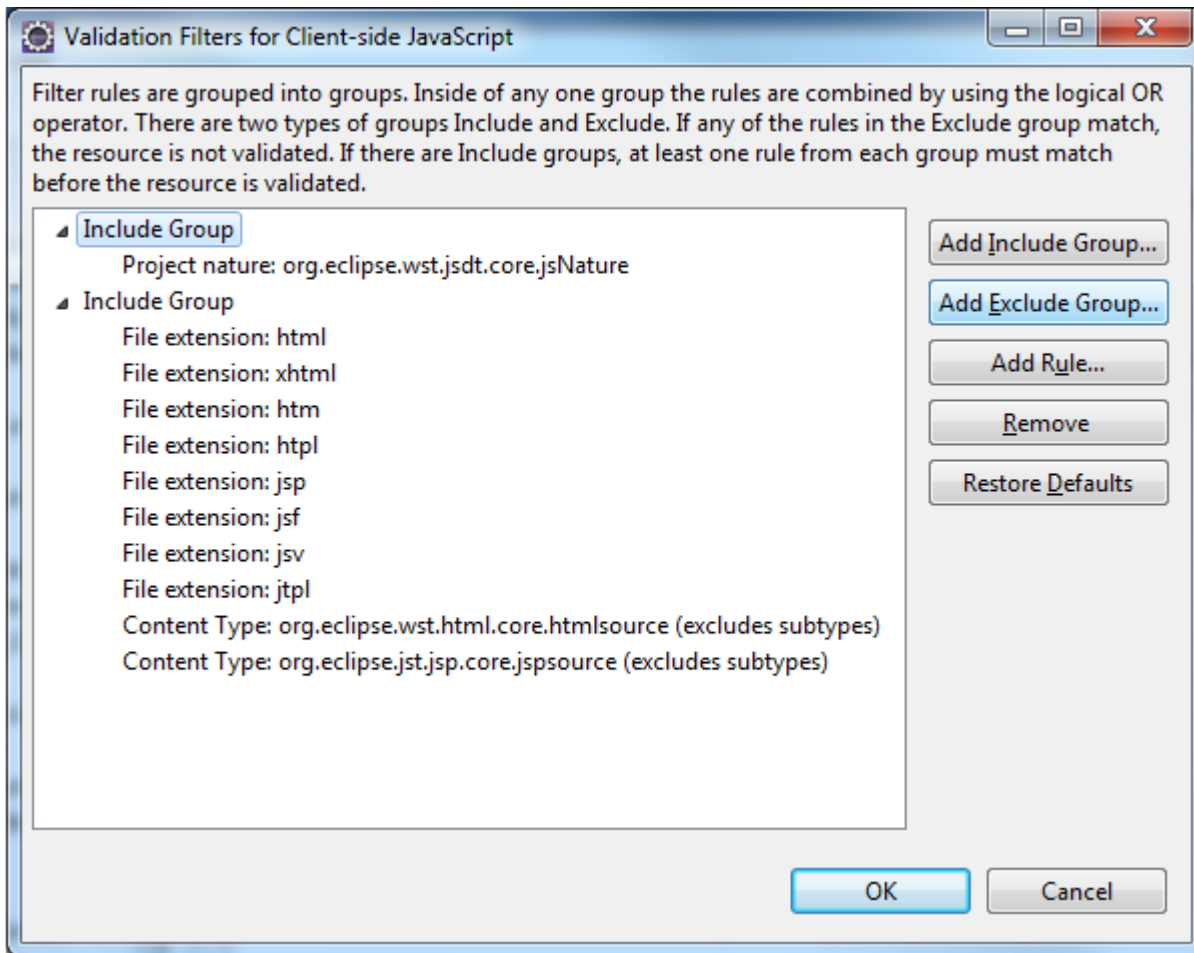 Validation Filters for Client-side JavaScript
Filter rules are grouped into groups. Inside of any one group the rules are combined by using the logical OR
operator. There are two types of groups Include and Exclude. If any of the rules in the Exclude group match,
the resource is not validated. If there are Include groups, at least one rule from each group must match
before the resource is validated.
Include Group
Project nature: org.eclipse.wst.jsdt.core.jsNature
Include Group
File extension: html
File extension: xhtml
File extension: htm
File extension: htpl
File extension: jsp
File extension: jsf
File extension: jsv
File extension: jtpl
Content Type: org.eclipse.wst.html.core.htmlsource (excludes subtypes)
Content Type: org.eclipse.jst.jsp.core.jspsource (excludes subtypes)
Add Include Group...
Add Exclude Group...
Add Rule...
Remove
Restore Defaults
OK
Cancel